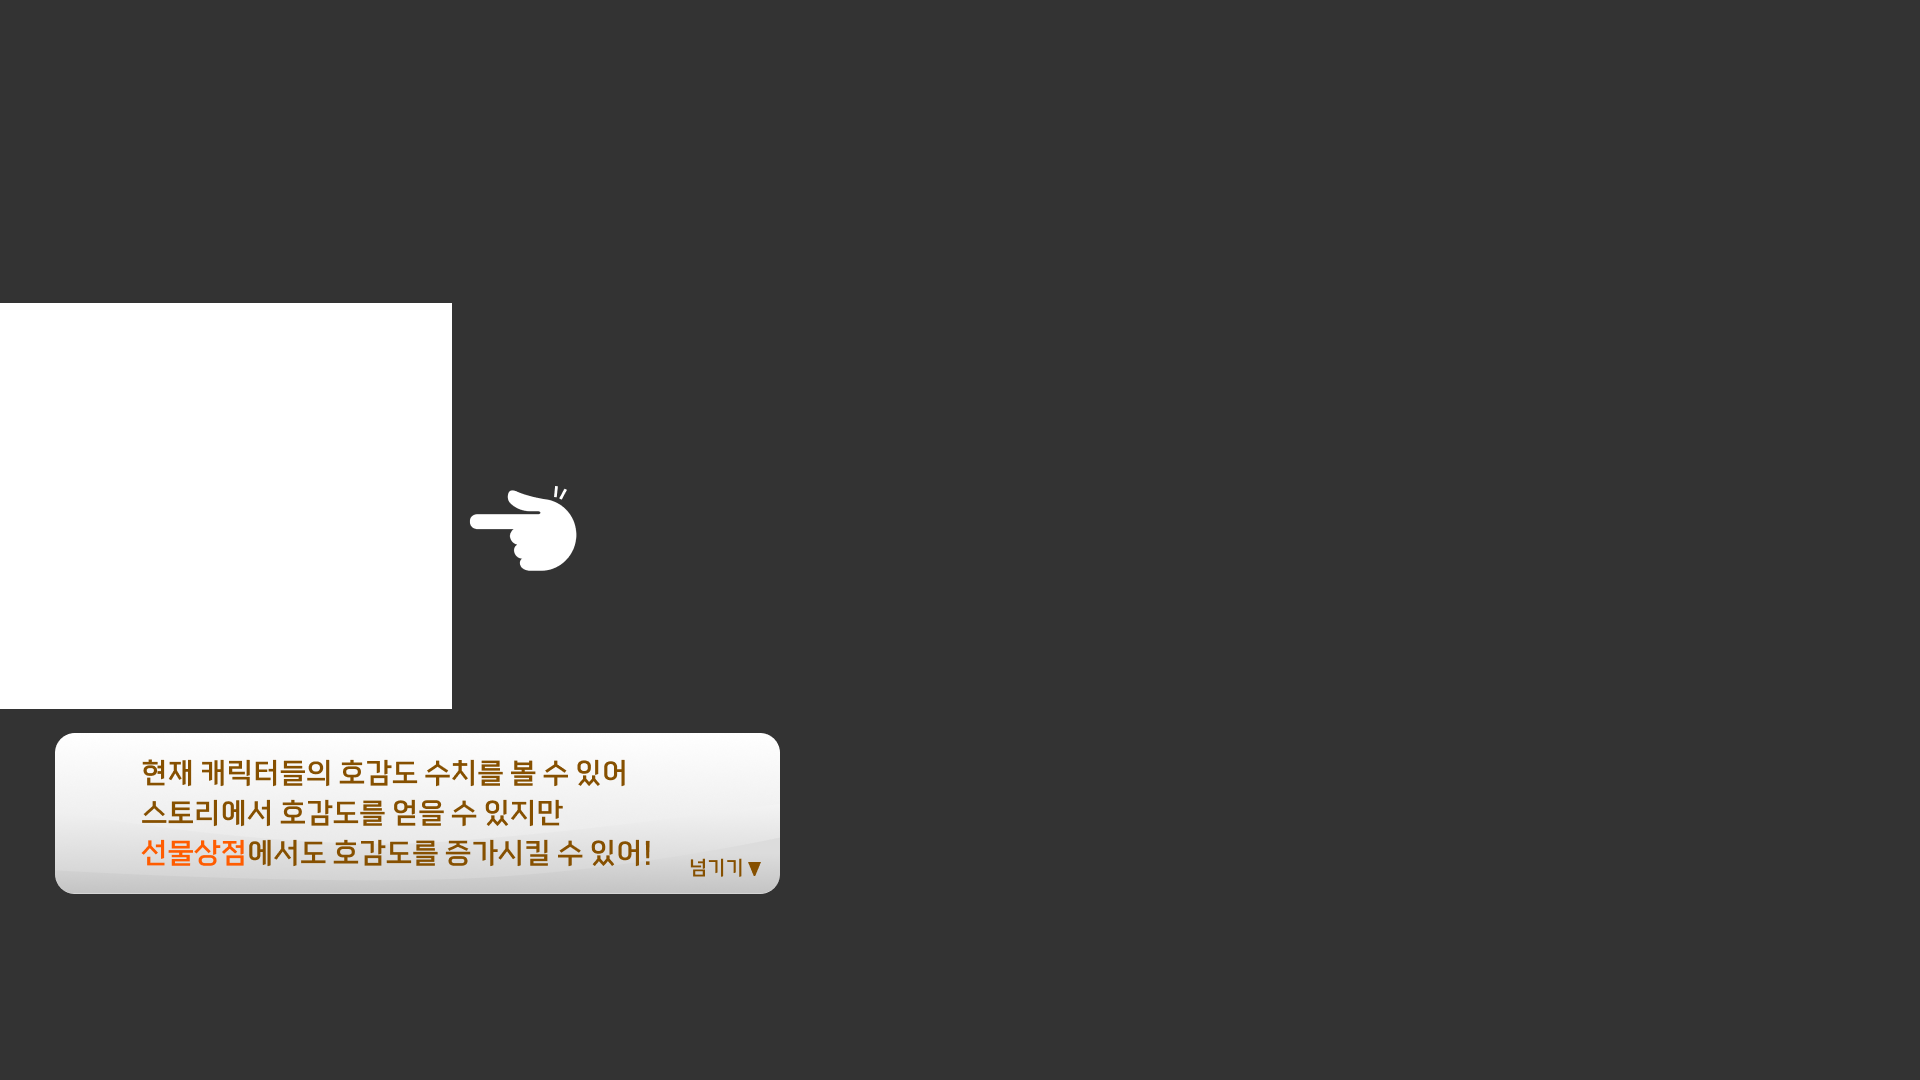 현재 캐릭터들의 호감도 수치를 볼 수 있어
스토리에서 호감도를 얻을 수 있지만
선물상점에서도 호감도를 증가시킬 수 있어!
넘기기▼